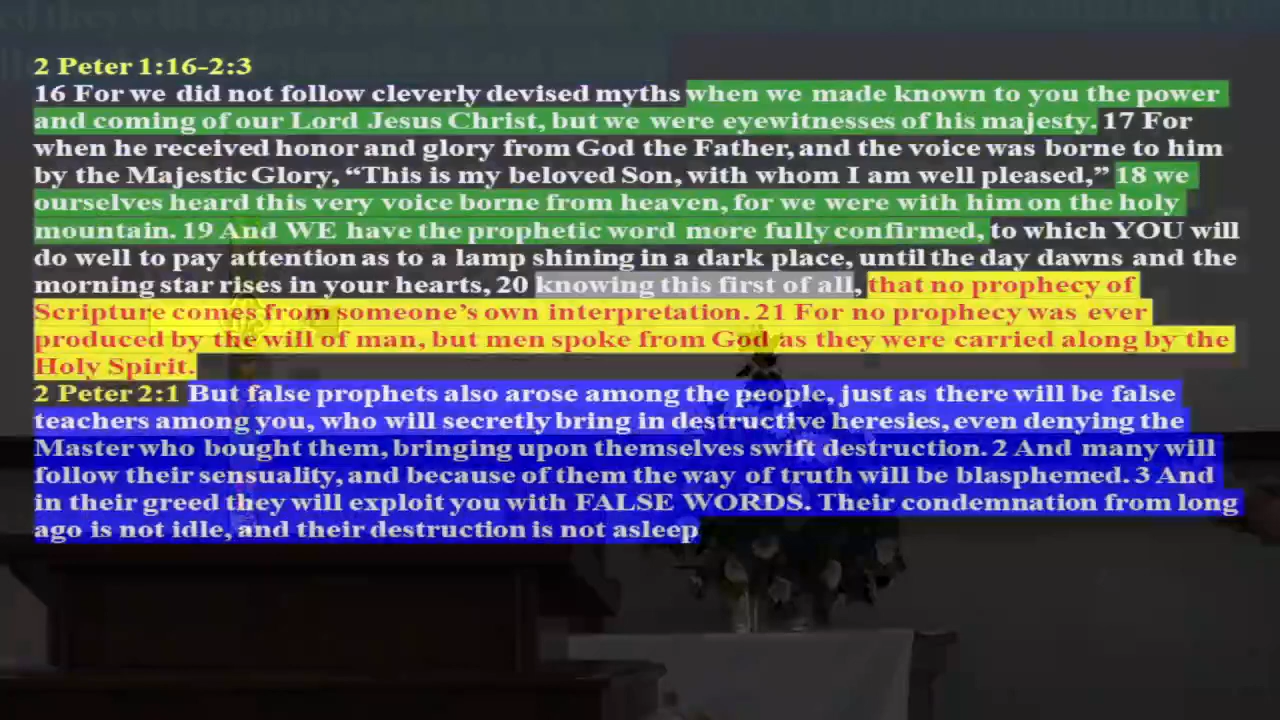 2 Peter 1:16-2:3
16 For we did not follow cleverly devised myths when we made known to you the power
and coming of our Lord Jesus Christ, but we were eyewitnesses of his majesty. 17 For
when he received honor and glory from God the Father, and the voice was borne to him
by the Majestic Glory, “This is my beloved Son, with whom I am well pleased,” 18 we
ourselves heard this very voice borne from heaven, for we were with him on the holy
mountain. 19 And WE have the prophetic word more fully confirmed, to which YOU will
do well to pay attention as to a lamp shining in a dark place, until the day dawns and the
morning star rises in your hearts, 20 knowing this first of all, that no prophecy of
Scripture comes from someone’s own interpretation. 21 For no prophecy was ever
produced by the will of man, but men spoke from God as they were carried along by the
Holy Spirit.
2 Peter 2:1 But false prophets also arose among the people, just as there will be false
teachers among you, who will secretly bring in destructive heresies, even denying the
Master who bought them, bringing upon themselves swift destruction. 2 And many will
follow their sensuality, and because of them the way of truth will be blasphemed. 3 And
in their greed they will exploit you with FALSE WORDS. Their condemnation from long
ago is not idle, and their destruction is not asleep